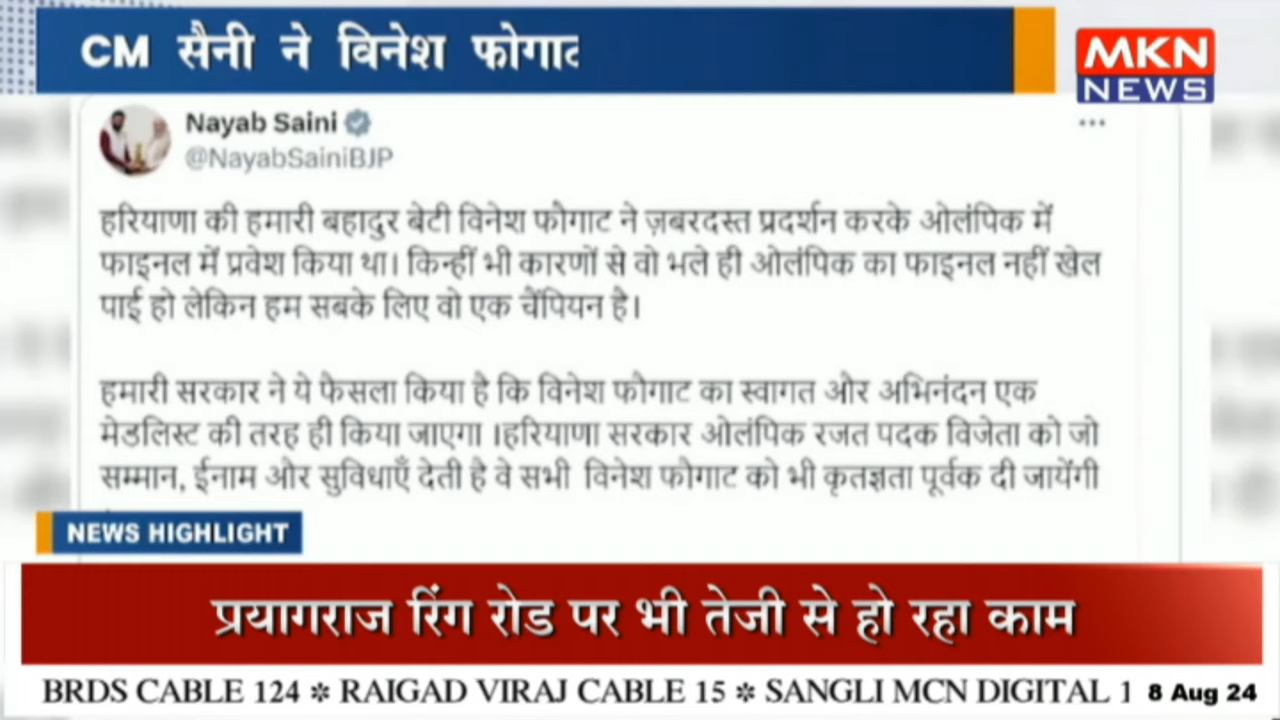 CM सैनी ने विनेश फोगाट
MKN
NEWS
Nayab Saini
@NayabSainiBJP
हरियाणा की हमारी बहादुर बेटी विनेश फौगाट ने ज़बरदस्त प्रदर्शन करके ओलंपिक में
फाइनल में प्रवेश किया था। किन्हीं भी कारणों से वो भले ही ओलंपिक का फाइनल नहीं खेल
पाई हो लेकिन हम सबके लिए वो एक चैंपियन है।
हमारी सरकार ने ये फैसला किया है कि विनेश फौगाट का स्वागत और अभिनंदन एक
मेडलिस्ट की तरह ही किया जाएगा ।हरियाणा सरकार ओलंपिक रजत पदक विजेता को जो
सम्मान, ईनाम और सुविधाएँ देती है वे सभी विनेश फौगाट को भी कृतज्ञता पूर्वक दी जायेंगी
NEWS HIGHLIGHT
प्रयागराज रिंग रोड पर भी तेजी से हो रहा काम
BRDS CABLE 124 ❇ RAIGAD VIRAJ CABLE 15 ❇ SANGLI MCN DIGITAL 1
8 Aug 24